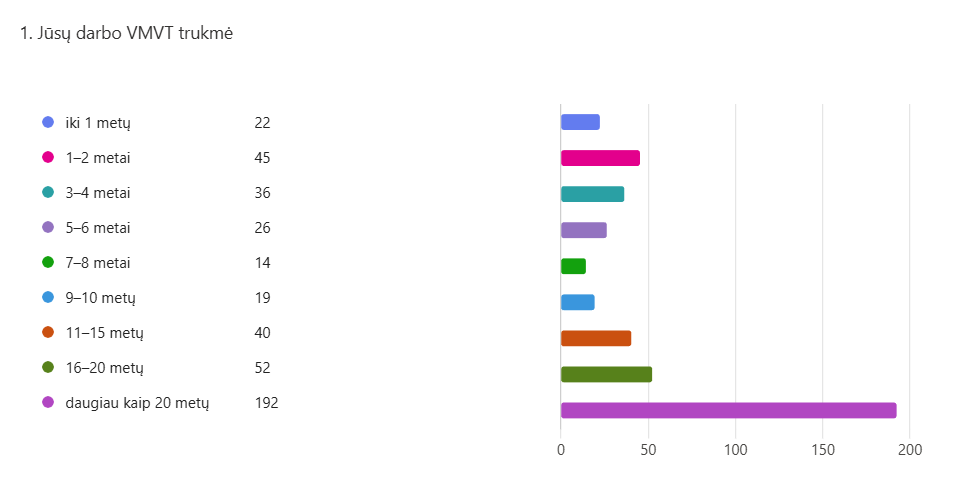 1. Jūsų darbo VMVT trukmė
iki 1 metų 22
1–2 metai 45
3–4 metai 36
5–6 metai 26
7–8 metai 14
9–10 metų 19
11–15 metų 40
16–20 metų 52
daugiau kaip 20 metų 192
0 50 100 150 200